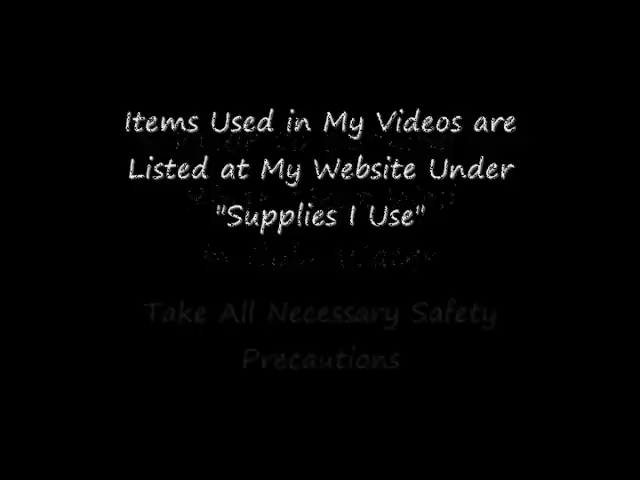 Items Used in My Videos are
Listed at My Website Under
"Supplies I Use"
Take All Necessary Safety
Precautions